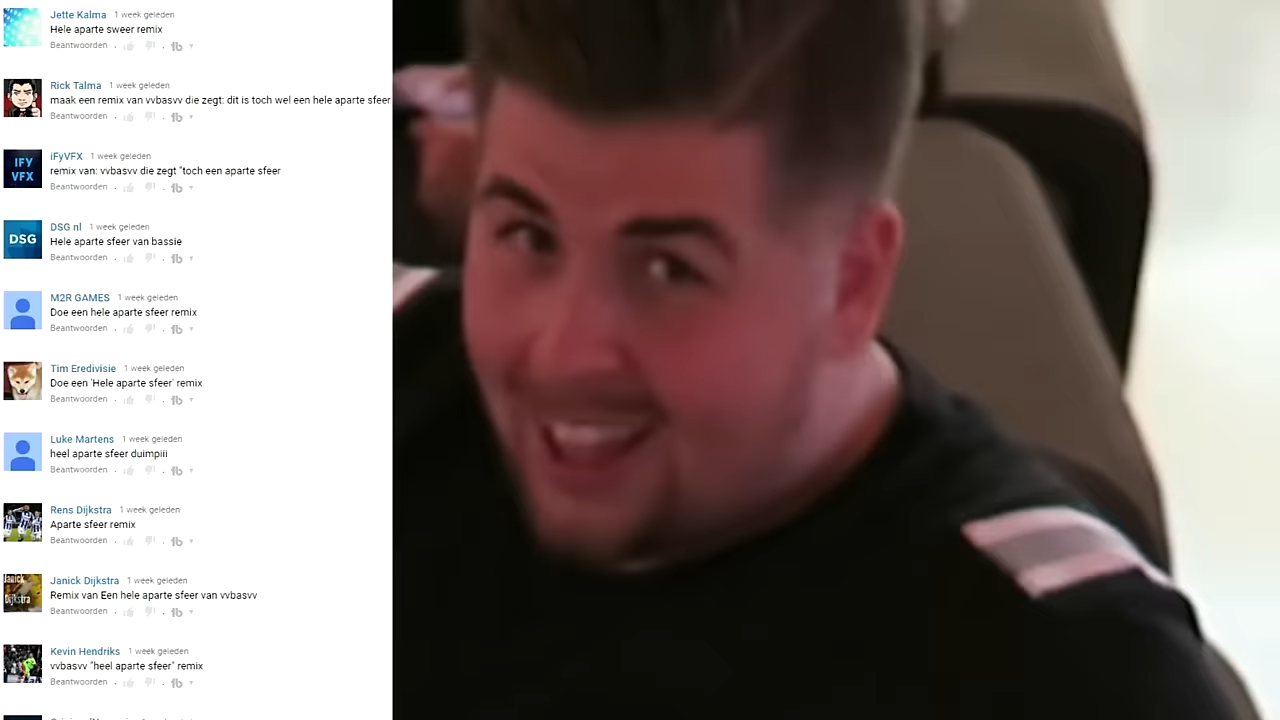 Jette Kalma 1 week geleden
Hele aparte sweer remix
Beantwoorden
Rick Talma 1 week geleden
maak een remix van vvbasvv die zegt: dit is toch wel een hele aparte sfeer
Beantwoorden
IFY
VFX
iFyVFX 1 week geleden
remix van: vvbasvv die zegt "toch een aparte sfeer
Beantwoorden
DSG
DSG nl 1 week geleden
Hele aparte sfeer van bassie
Beantwoorden
M2R GAMES 1 week geleden
Doe een hele aparte sfeer remix
Beantwoorden
Tim Eredivisie 1 week geleden
Doe een 'Hele aparte sfeer' remix
Beantwoorden
Luke Martens 1 week geleden
heel aparte sfeer duimpiii
Beantwoorden
Rens Dijkstra 1 week geleden
Aparte sfeer remix
Beantwoorden
Janick
Dijkstra
Janick Dijkstra 1 week geleden
Remix van Een hele aparte sfeer van vvbasvv
Beantwoorden
Kevin Hendriks 1 week geleden
vvbasvv "heel aparte sfeer" remix
Beantwoorden